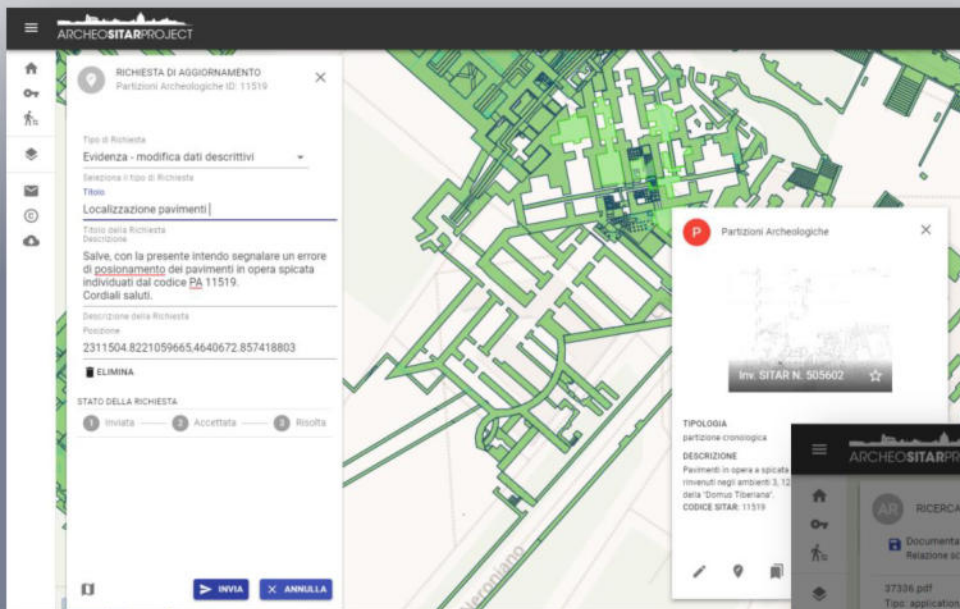 ARCHEOSITARPROJECT
RICHIESTA DI AGGIORNAMENTO
Partizioni Archeologiche ID: 11519
Tipo di Richiesta
Evidenza - modifica dati descrittivi
Seleziona il tipo di Richiesta
Titolo
Localizzazione pavimenti
Titolo della Richiesta
Descrizione
Salve, con la presente intendo segnalare un errore
di posionamento dei pavimenti in opera spicata
individuati dal codice PA 11519.
Cordiali saluti.
Descrizione della Richiesta
Posizione
2311504.8221059665,4640672.857418803
ELIMINA
STATO DELLA RICHIESTA
1 Inviata 2 Accettata 3 Risolta
INVIA
ANNULLA
Neroniano
P
Partizioni Archeologiche
Inv. SITAR N. 505602
TIPOLOGIA
partizione cronologica
DESCRIZIONE
Pavimenti in opera a spicata
rinvenuti negli ambienti 3, 12
della "Domus Tiberiana".
CODICE SITAR: 11519
ARCHEOSITARPR
AR
RICERCA
Documenta
Relazione sc
37336.pdf
Tipo: application